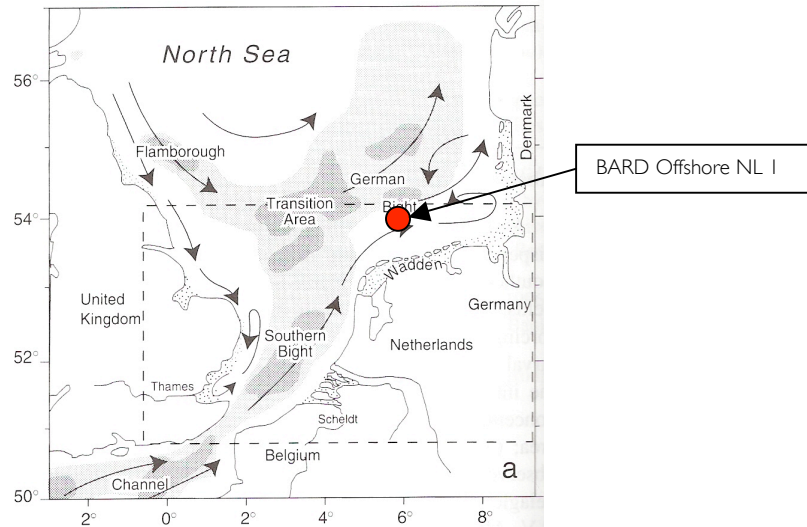 North Sea
56°
Denmark
Flamborough
BARD Offshore NL 1
German
Transition
Area
Bight
54°
Wadden
United
Kingdom
Germany
Southern
Bight
Netherlands
52°
Thames
Scheldt
Belgium
a
Channel
50°
2°
0°
2°
4°
6°
8°